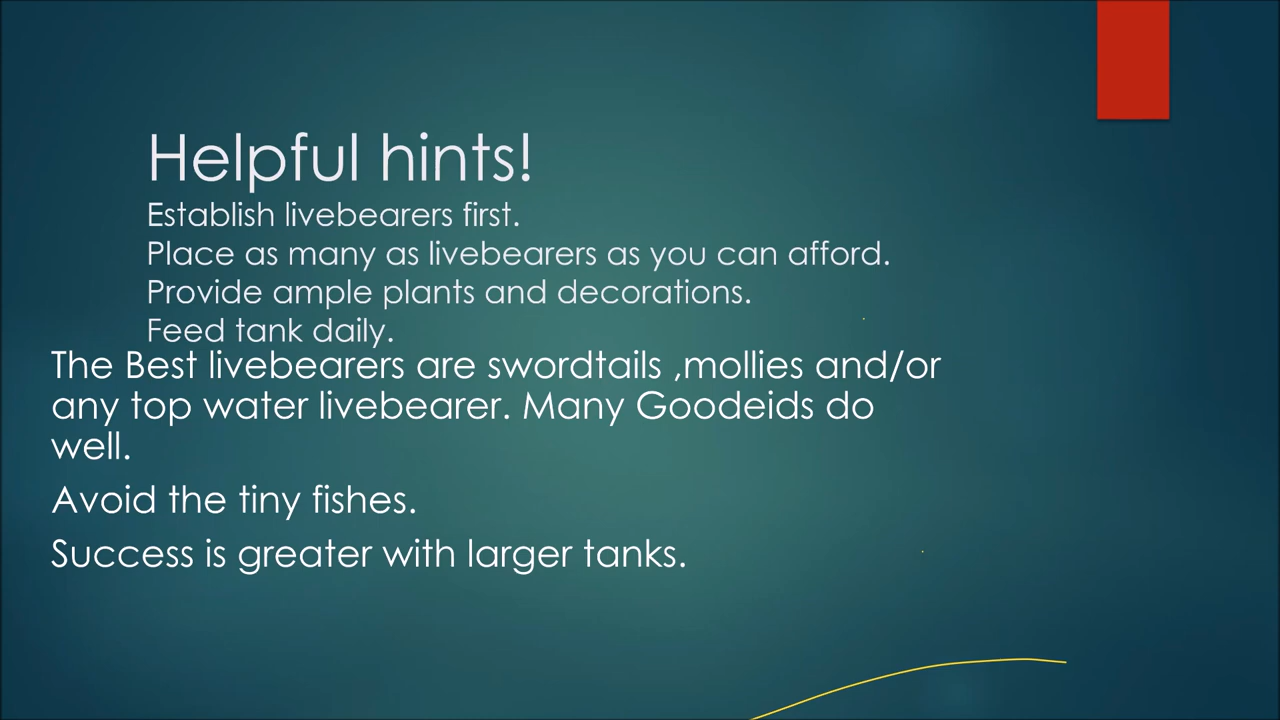 Helpful hints!
Establish livebearers first.
Place as many as livebearers as you can afford.
Provide ample plants and decorations.
Feed tank daily.
The Best livebearers are swordtails ,mollies and/or
any top water livebearer. Many Goodeids do
well.
Avoid the tiny fishes.
Success is greater with larger tanks.